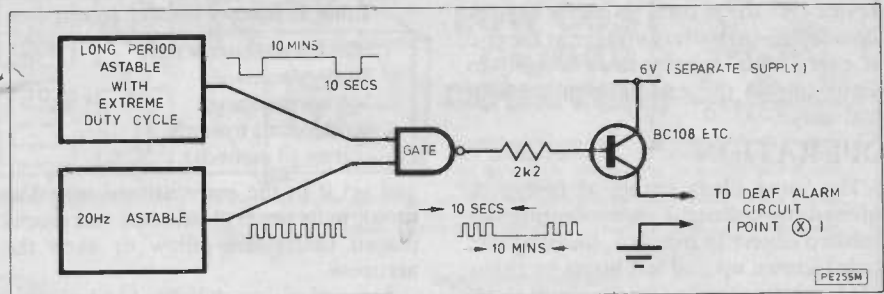 LONG PERIOD
ASTABLE
WITH
EXTREME
DUTY CYCLE
10 MINS
10 SECS
6V (SEPARATE SUPPLY)
BC108 ETC
GATE
2k2
TO DEAF ALARM
CIRCUIT
(POINT Ⓧ)
20Hz ASTABLE
10 SECS
10 MINS
PE255M